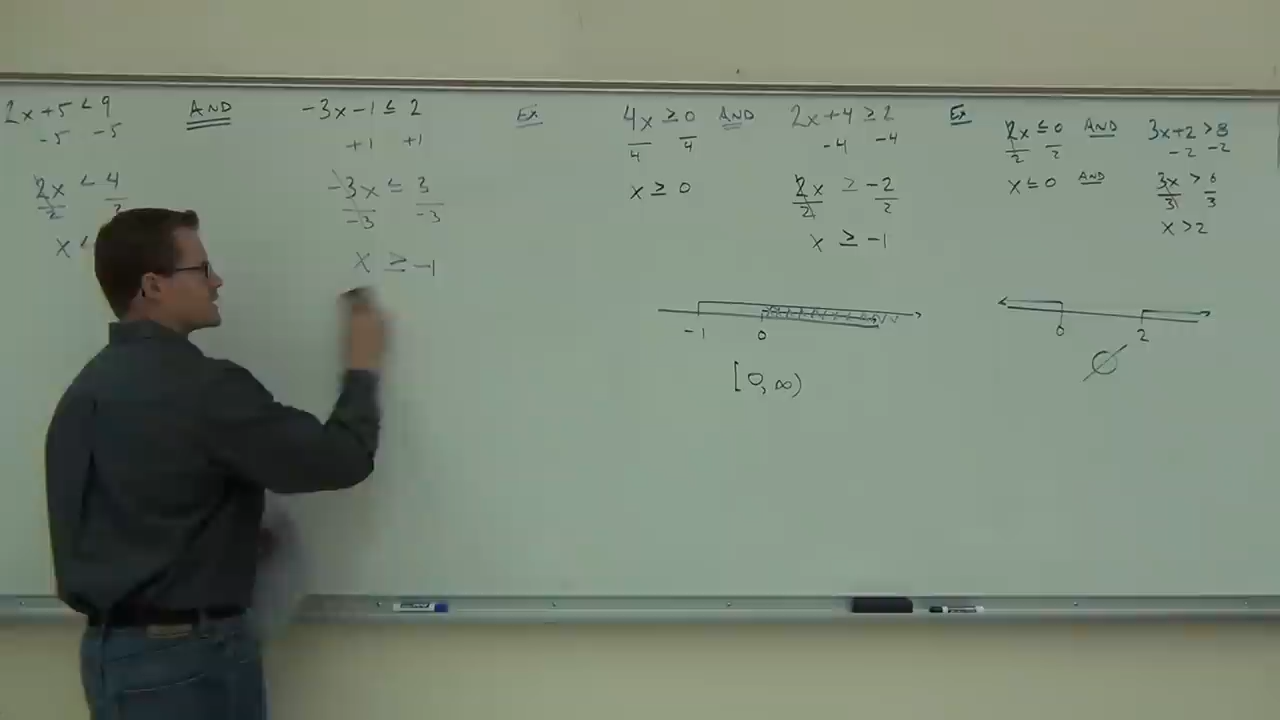 2x+5<9 AND -3x-1≤2
-5 -5 +1 +1
2x<4 -3x≤3
2 2 -3 -3
x< x≥-1
Ex 4x≥0 AND 2x+4≥2
4 4 -4 -4
x≥0 2x≥-2
2 2
x≥-1
-1 0
[0,∞)
Ex 2x≤0 AND 3x+2>8
2 2 -2 -2
x≤0 AND 3x>6
3 3
x>2
0 2
∅